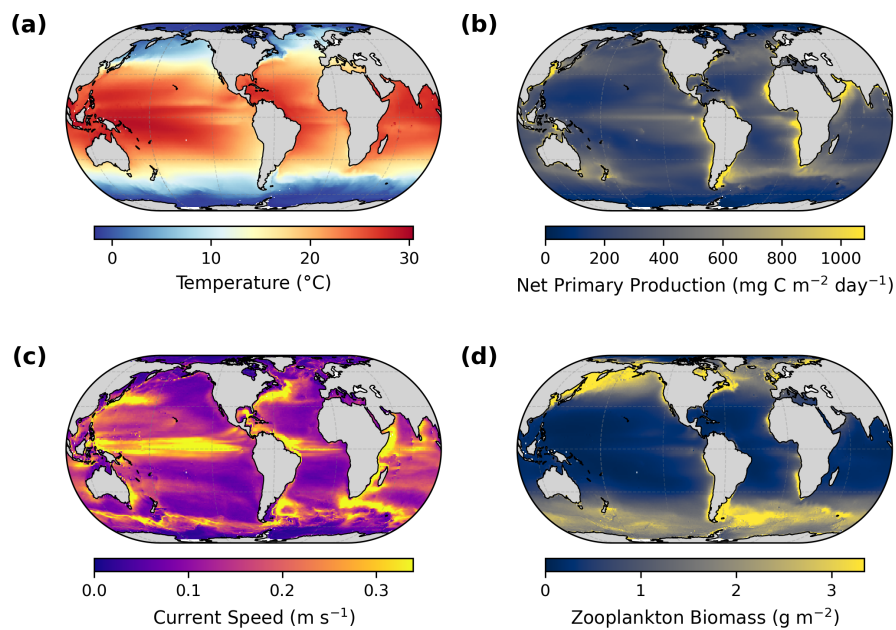 (a)
(b)
0 10 20 30
Temperature (°C)
0 200 400 600 800 1000
Net Primary Production (mg C m⁻² day⁻¹)
(c)
(d)
0.0 0.1 0.2 0.3
Current Speed (m s⁻¹)
0 1 2 3
Zooplankton Biomass (g m⁻²)